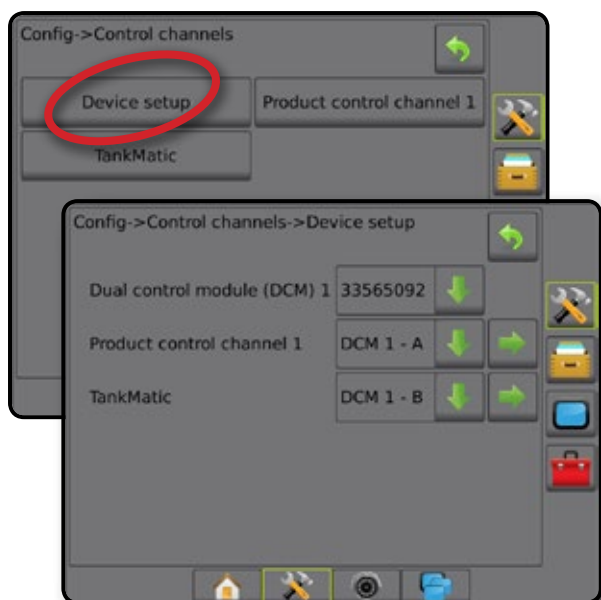 Config->Control channels
Device setup
Product control channel 1
TankMatic
Config->Control channels->Device setup
Dual control module (DCM) 1 33565092
Product control channel 1 DCM 1 - A
TankMatic DCM 1 - B